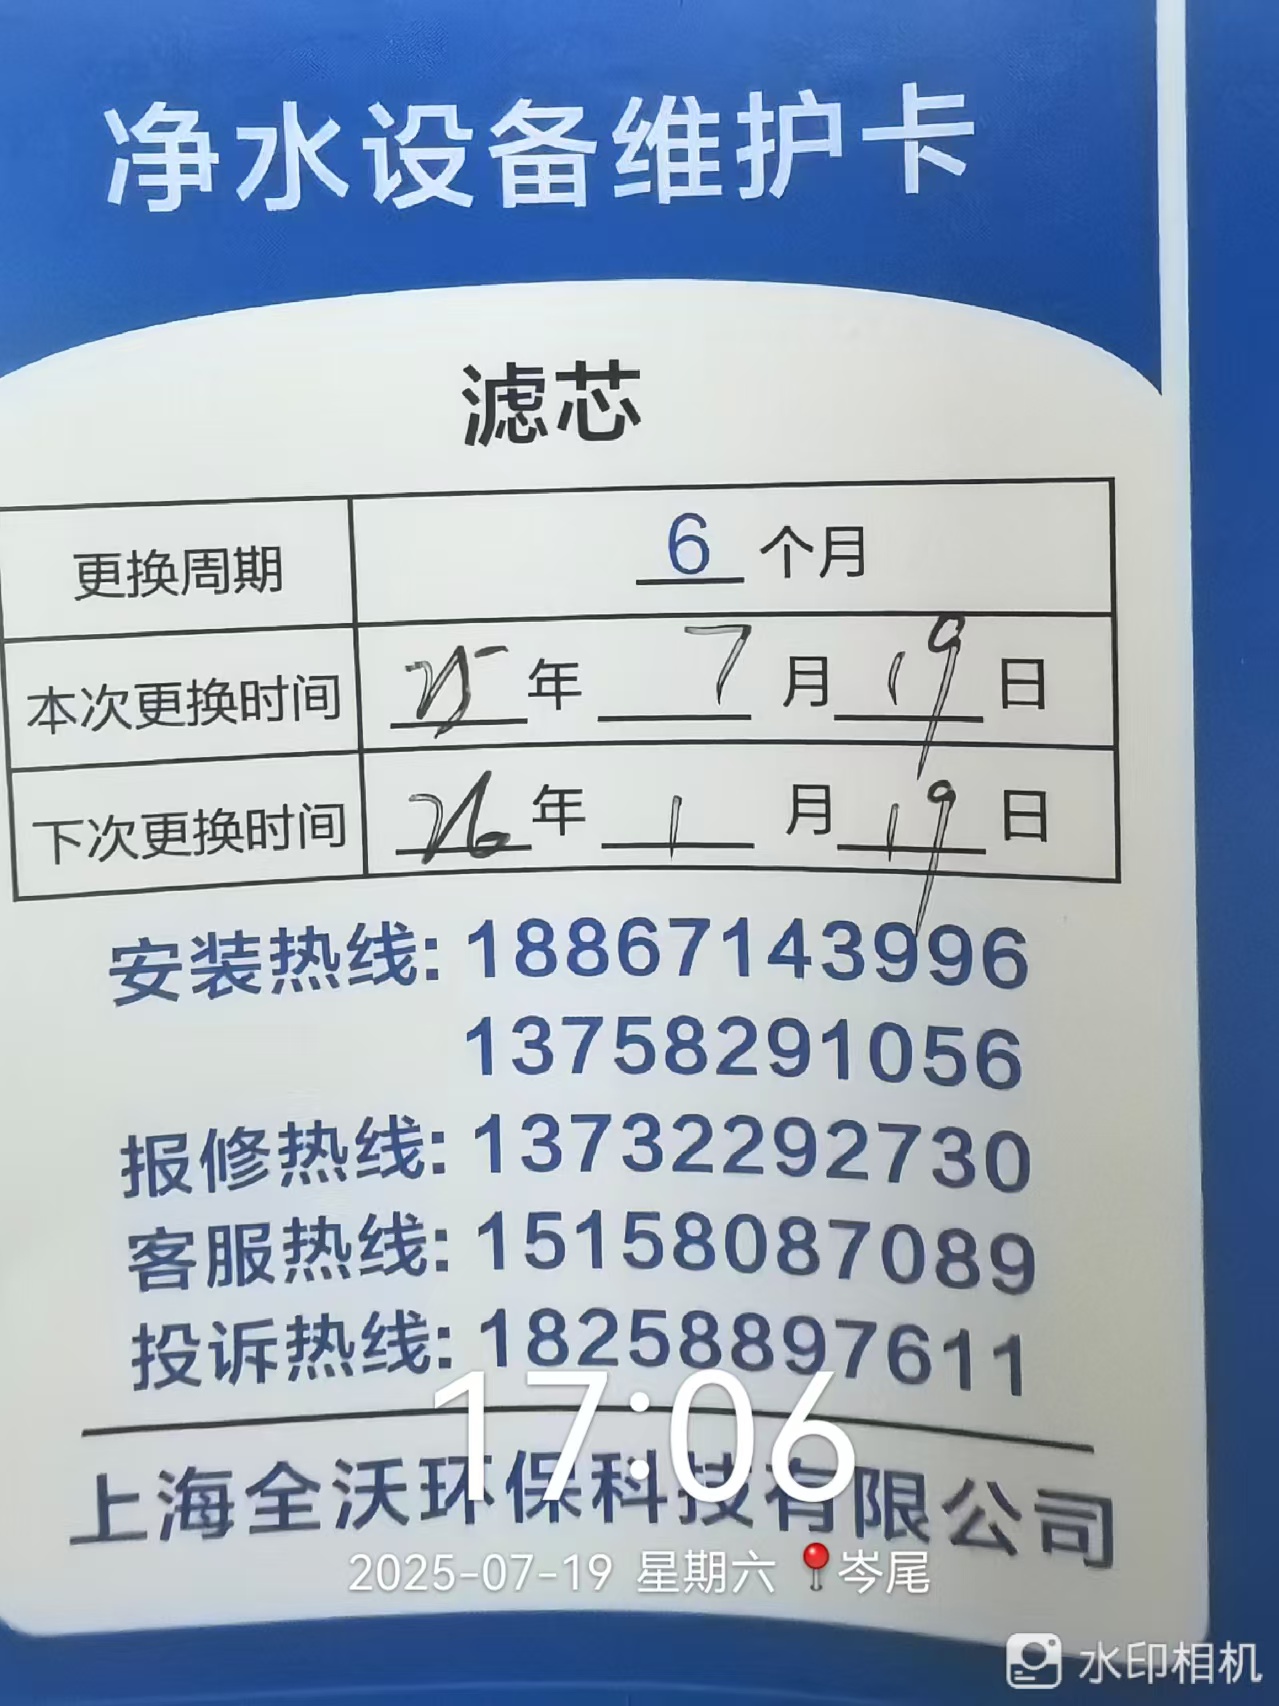 净水设备维护卡
滤芯
更换周期 6 个月
本次更换时间 25 年 7 月 19 日
下次更换时间 26 年 1 月 19 日
安装热线: 18867143996
13758291056
报修热线: 13732292730
客服热线: 15158087089
投诉热线: 18258897611
17:06
上海全沃环保科技有限公司
2025-07-19 星期六 岑尾
水印相机